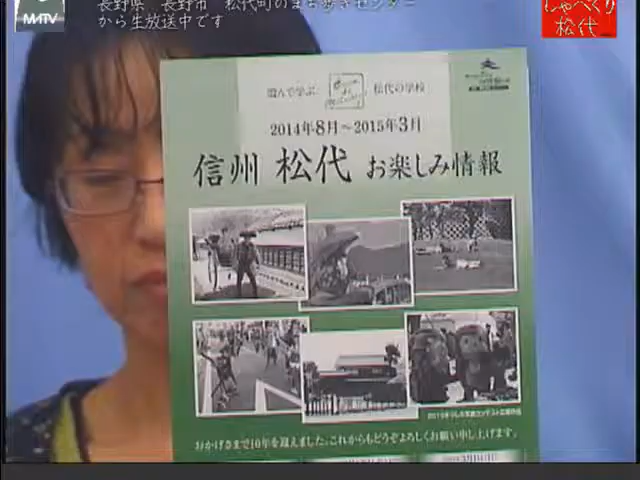 長野県 長野市 松代町のまち歩きセンター
から生放送中です
M-TV
しゃべくり
松代
遊んで学ぶ 松代の学校
2014年8月～2015年3月
信州 松代 お楽しみ情報
おかげさまで10年を迎えました。これからもどうぞよろしくお願い申し上げます。